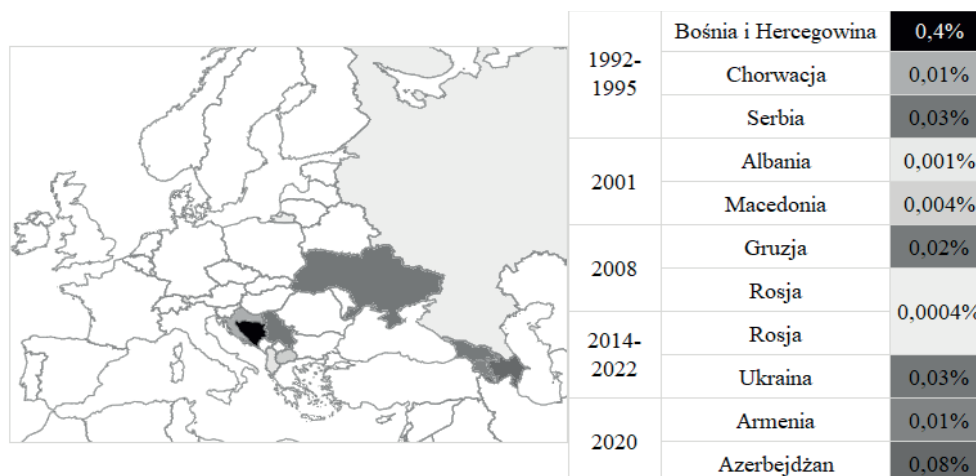 1992-
1995
Bośnia i Hercegowina 0,4%
Chorwacja 0,01%
Serbia 0,03%
2001
Albania 0,001%
Macedonia 0,004%
2008
Gruzja 0,02%
Rosja
0,0004%
2014-
2022
Rosja
Ukraina 0,03%
2020
Armenia 0,01%
Azerbejdżan 0,08%